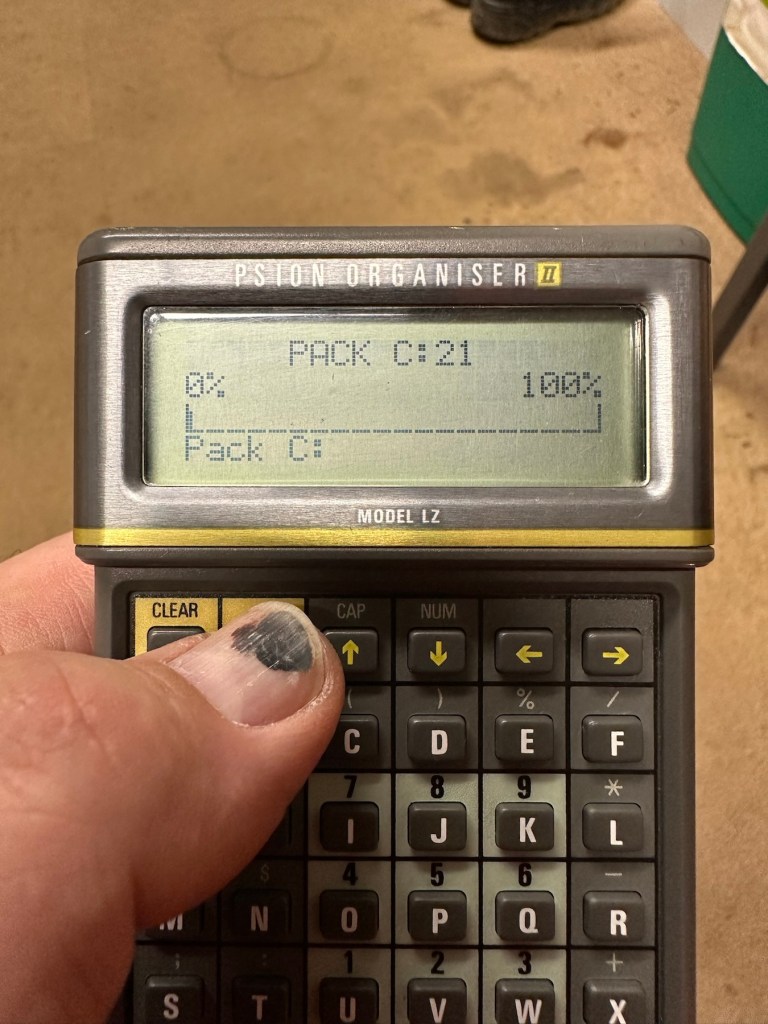 PSION ORGANISER II
PACK C:21
0% 100%
Pack C:
MODEL LZ
CLEAR CAP NUM
↑ ↓ ← →
( ) % /
C D E F
7 8 9 *
I J K L
$ 4 5 6 −
M N O P Q R
; : 1 2 3 +
S T U V W X